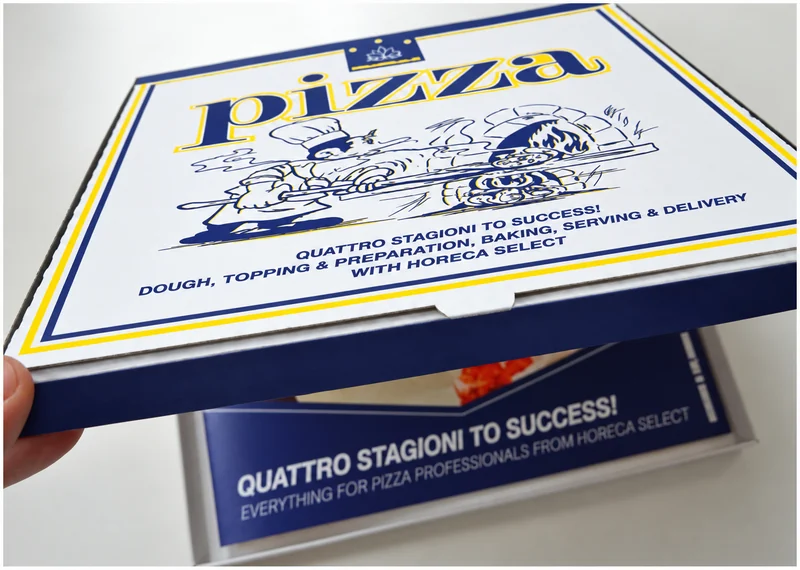 pizza
QUATTRO STAGIONI TO SUCCESS!
DOUGH, TOPPING & PREPARATION, BAKING, SERVING & DELIVERY
WITH HORECA SELECT
QUATTRO STAGIONI TO SUCCESS!
EVERYTHING FOR PIZZA PROFESSIONALS FROM HORECA SELECT